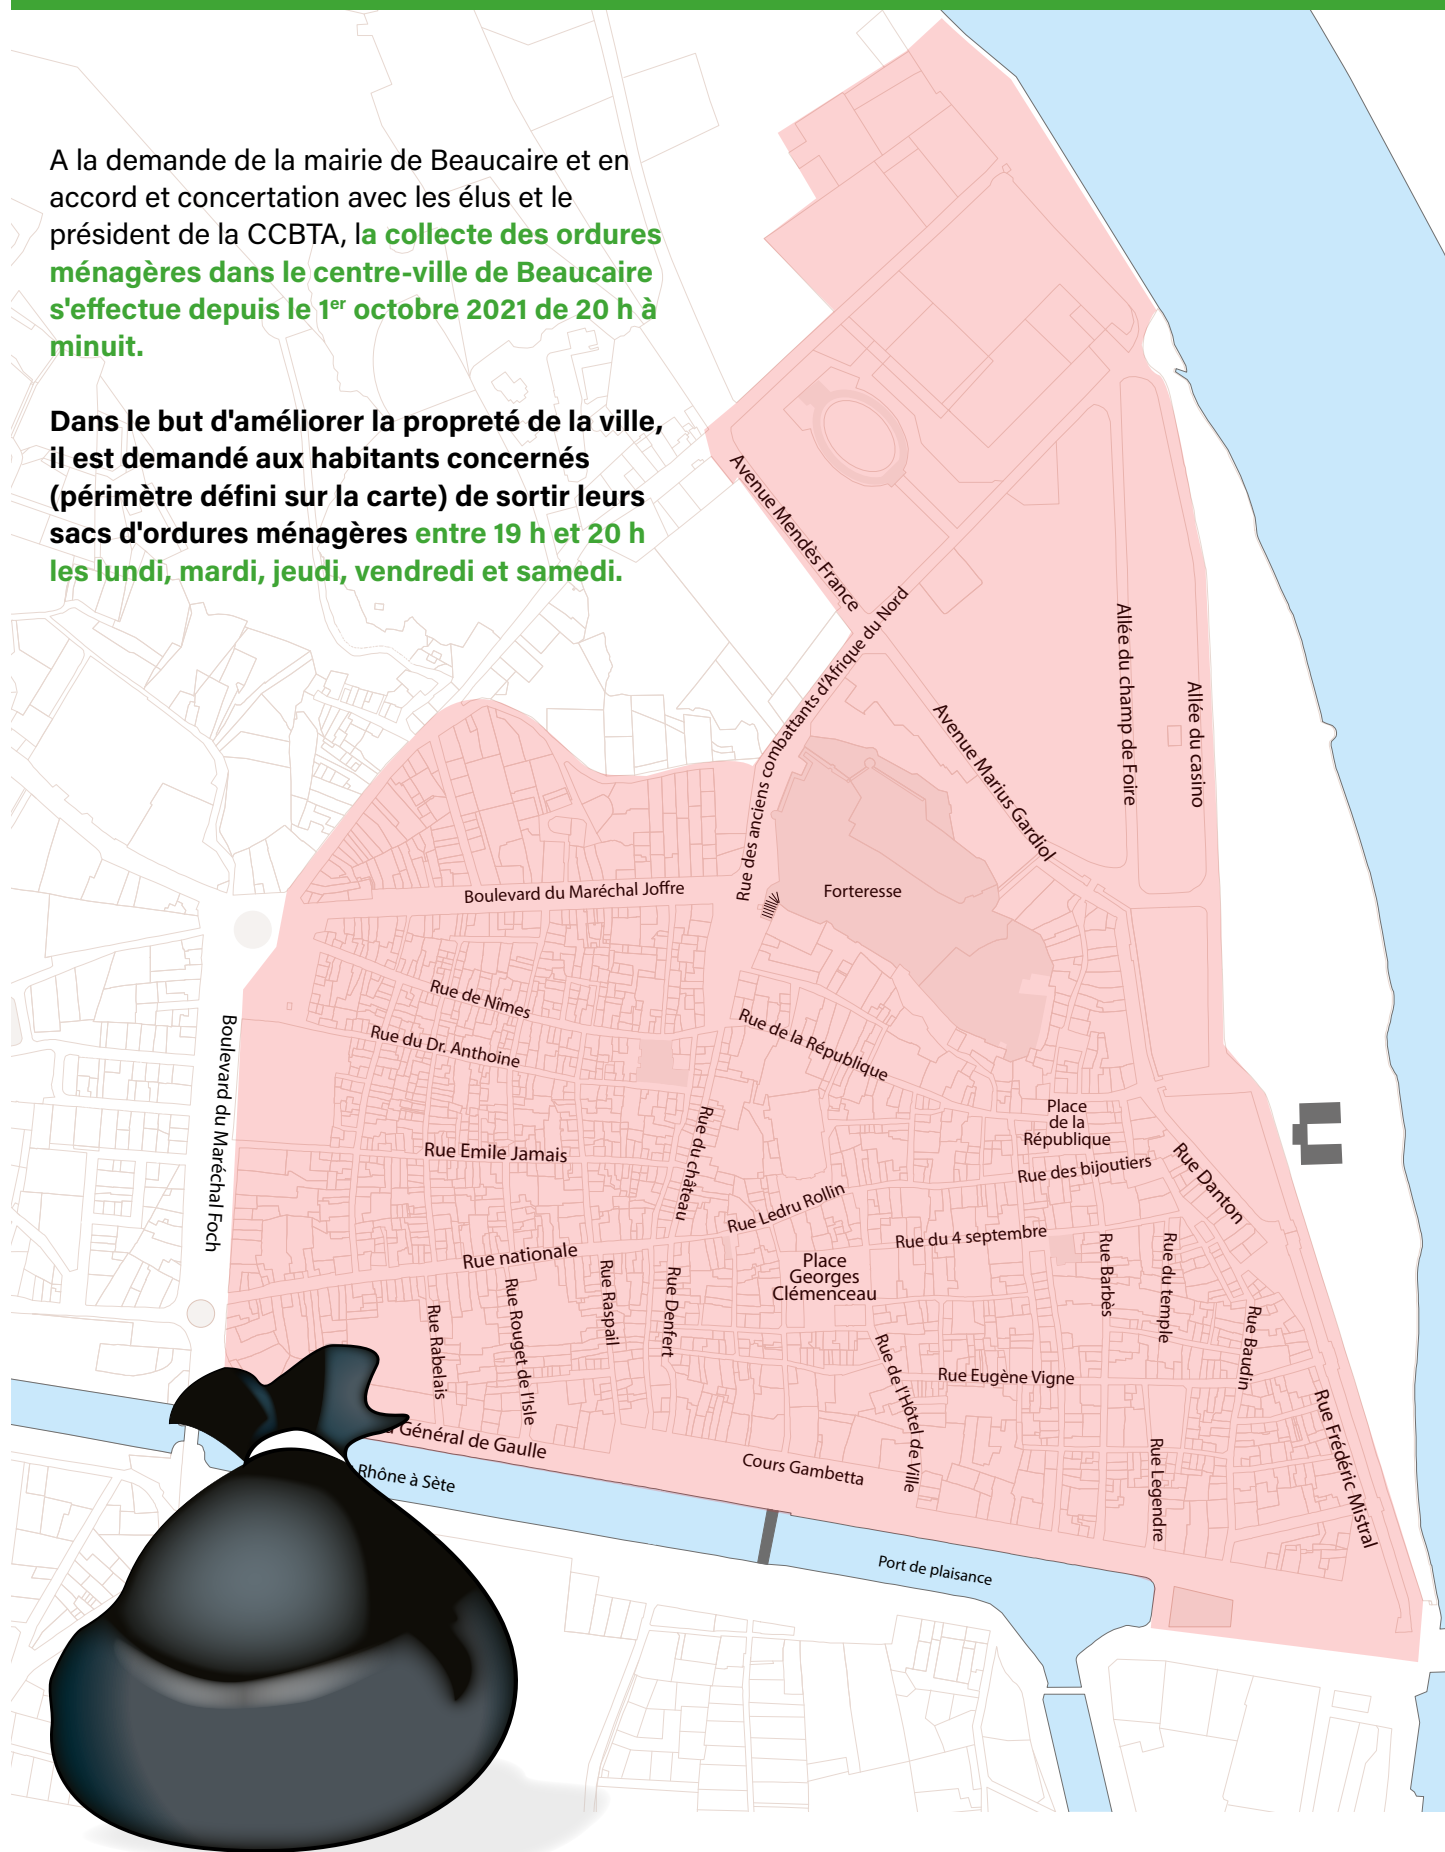 A la demande de la mairie de Beaucaire et en
accord et concertation avec les élus et le
président de la CCBTA, la collecte des ordures
ménagères dans le centre-ville de Beaucaire
s'effectue depuis le 1er octobre 2021 de 20 h à
minuit.
Dans le but d'améliorer la propreté de la ville,
il est demandé aux habitants concernés
(périmètre défini sur la carte) de sortir leurs
sacs d'ordures ménagères entre 19 h et 20 h
les lundi, mardi, jeudi, vendredi et samedi.
Avenue Mendès France
Rue des anciens combattants d'Afrique du Nord
Allée du champ de Foire
Allée du casino
Avenue Marius Gardiol
Boulevard du Maréchal Joffre
Forteresse
Rue de Nîmes
Rue du Dr. Anthoine
Rue de la République
Boulevard du Maréchal Foch
Place
de la
République
Rue Emile Jamais
Rue du château
Rue des bijoutiers
Rue Danton
Rue Ledru Rollin
Rue nationale
Rue du 4 septembre
Place
Georges
Clémenceau
Rue Barbès
Rue du temple
Rue Raspail
Rue Denfert
Rue Rouget de l'Isle
Rue Rabelais
Rue Baudin
Rue de l'Hôtel de Ville
Rue Eugène Vigne
Rue Frédéric Mistral
Général de Gaulle
Cours Gambetta
Rue Legendre
Rhône à Sète
Port de plaisance